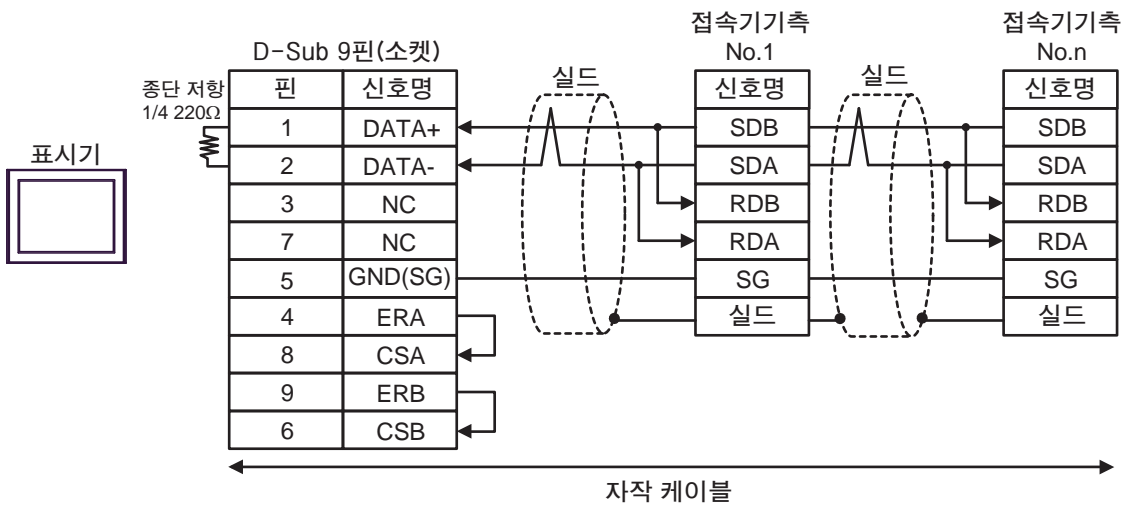 접속기기측
No.1
접속기기측
No.n
D-Sub 9핀(소켓)
종단 저항
1/4 220Ω
표시기
핀 신호명 실드 신호명 실드 신호명
1 DATA+ SDB SDB
2 DATA- SDA SDA
3 NC RDB RDB
7 NC RDA RDA
5 GND(SG) SG SG
4 ERA 실드 실드
8 CSA
9 ERB
6 CSB
자작 케이블